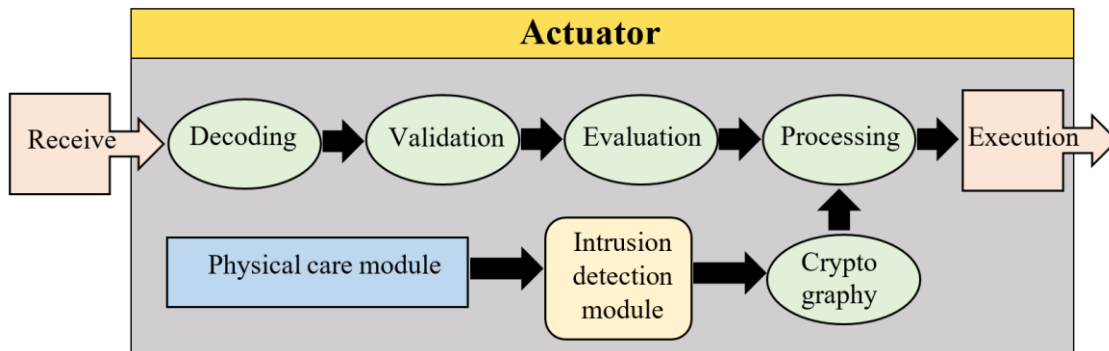 Actuator
Receive
Decoding
Validation
Evaluation
Processing
Execution
Physical care module
Intrusion
detection
module
Crypto
graphy